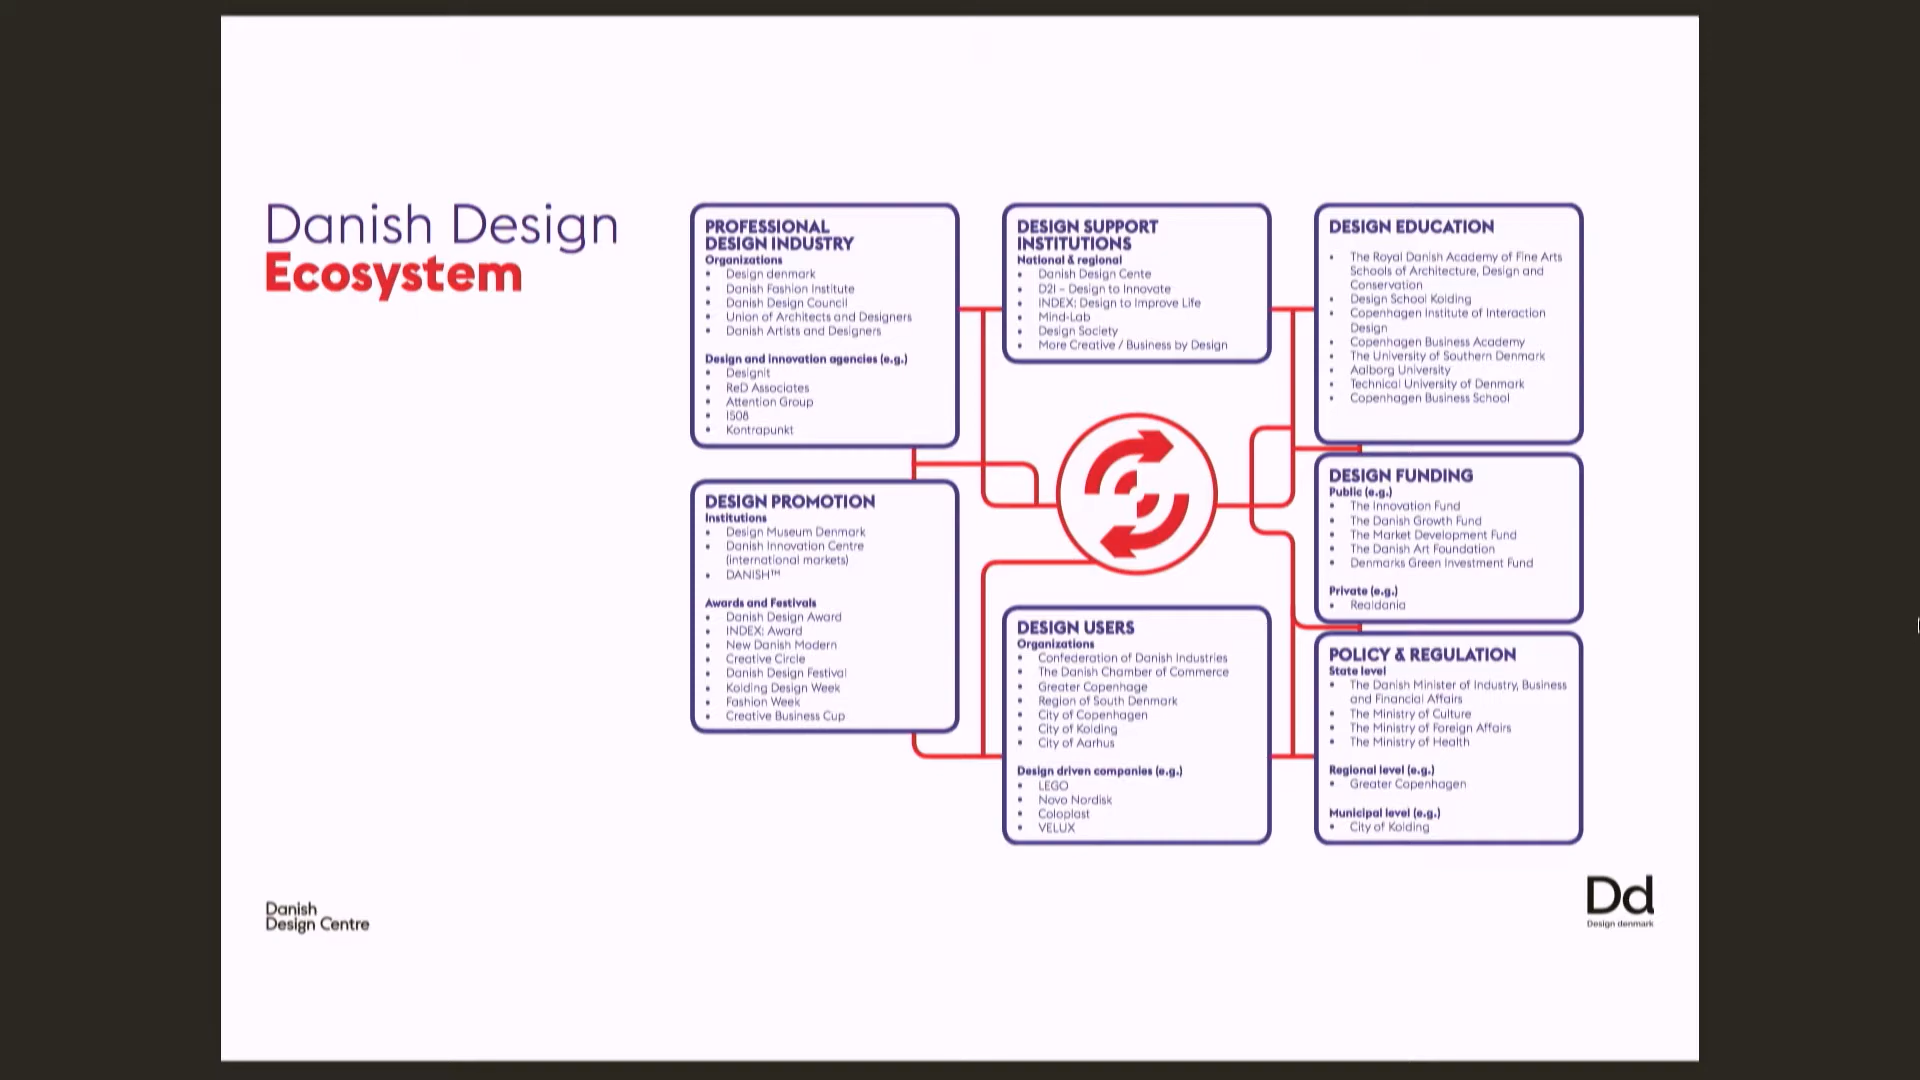 Danish Design
Ecosystem
PROFESSIONAL
DESIGN INDUSTRY
Organizations
• Design denmark
• Danish Fashion Institute
• Danish Design Council
• Union of Architects and Designers
• Danish Artists and Designers
Design and innovation agencies (e.g.)
• Designit
• ReD Associates
• Attention Group
• 1508
• Kontrapunkt
DESIGN PROMOTION
Institutions
• Design Museum Denmark
• Danish Innovation Centre
(international markets)
• DANISH™
Awards and Festivals
• Danish Design Award
• INDEX: Award
• New Danish Modern
• Creative Circle
• Danish Design Festival
• Kolding Design Week
• Fashion Week
• Creative Business Cup
DESIGN SUPPORT
INSTITUTIONS
National & regional
• Danish Design Cente
• D2I – Design to Innovate
• INDEX: Design to Improve Life
• Mind-Lab
• Design Society
• More Creative / Business by Design
DESIGN USERS
Organizations
• Confederation of Danish Industries
• The Danish Chamber of Commerce
• Greater Copenhage
• Region of South Denmark
• City of Copenhagen
• City of Kolding
• City of Aarhus
Design driven companies (e.g.)
• LEGO
• Novo Nordisk
• Coloplast
• VELUX
DESIGN EDUCATION
• The Royal Danish Academy of Fine Arts
Schools of Architecture, Design and
Conservation
• Design School Kolding
• Copenhagen Institute of Interaction
Design
• Copenhagen Business Academy
• The University of Southern Denmark
• Aalborg University
• Technical University of Denmark
• Copenhagen Business School
DESIGN FUNDING
Public (e.g.)
• The Innovation Fund
• The Danish Growth Fund
• The Market Development Fund
• The Danish Art Foundation
• Denmarks Green Investment Fund
Private (e.g.)
• Realdania
POLICY & REGULATION
State level
• The Danish Minister of Industry, Business
and Financial Affairs
• The Ministry of Culture
• The Ministry of Foreign Affairs
• The Ministry of Health
Regional level (e.g.)
• Greater Copenhagen
Municipal level (e.g.)
• City of Kolding
Danish
Design Centre
Dd
Design denmark